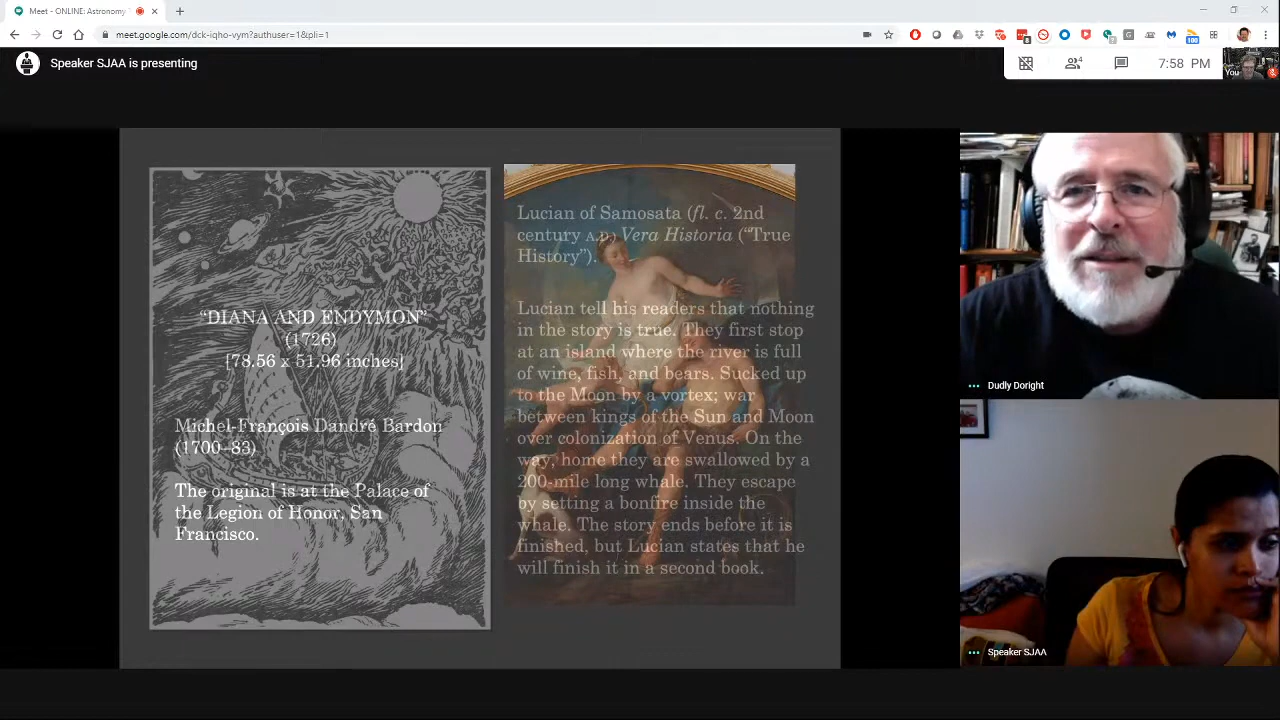 Meet - ONLINE: Astronomy
meet.google.com/dck-iqho-vym?authuser=1&pli=1
8
100
Speaker SJAA is presenting
4
7:58 PM
You
"DIANA AND ENDYMON"
(1726)
[78.56 x 51.96 inches]
Michel-François Dandré Bardon
(1700–83)
The original is at the Palace of
the Legion of Honor, San
Francisco.
Lucian of Samosata (fl. c. 2nd
century A.D.) Vera Historia ("True
History").
Lucian tell his readers that nothing
in the story is true. They first stop
at an island where the river is full
of wine, fish, and bears. Sucked up
to the Moon by a vortex; war
between kings of the Sun and Moon
over colonization of Venus. On the
way, home they are swallowed by a
200-mile long whale. They escape
by setting a bonfire inside the
whale. The story ends before it is
finished, but Lucian states that he
will finish it in a second book.
Dudly Doright
Speaker SJAA